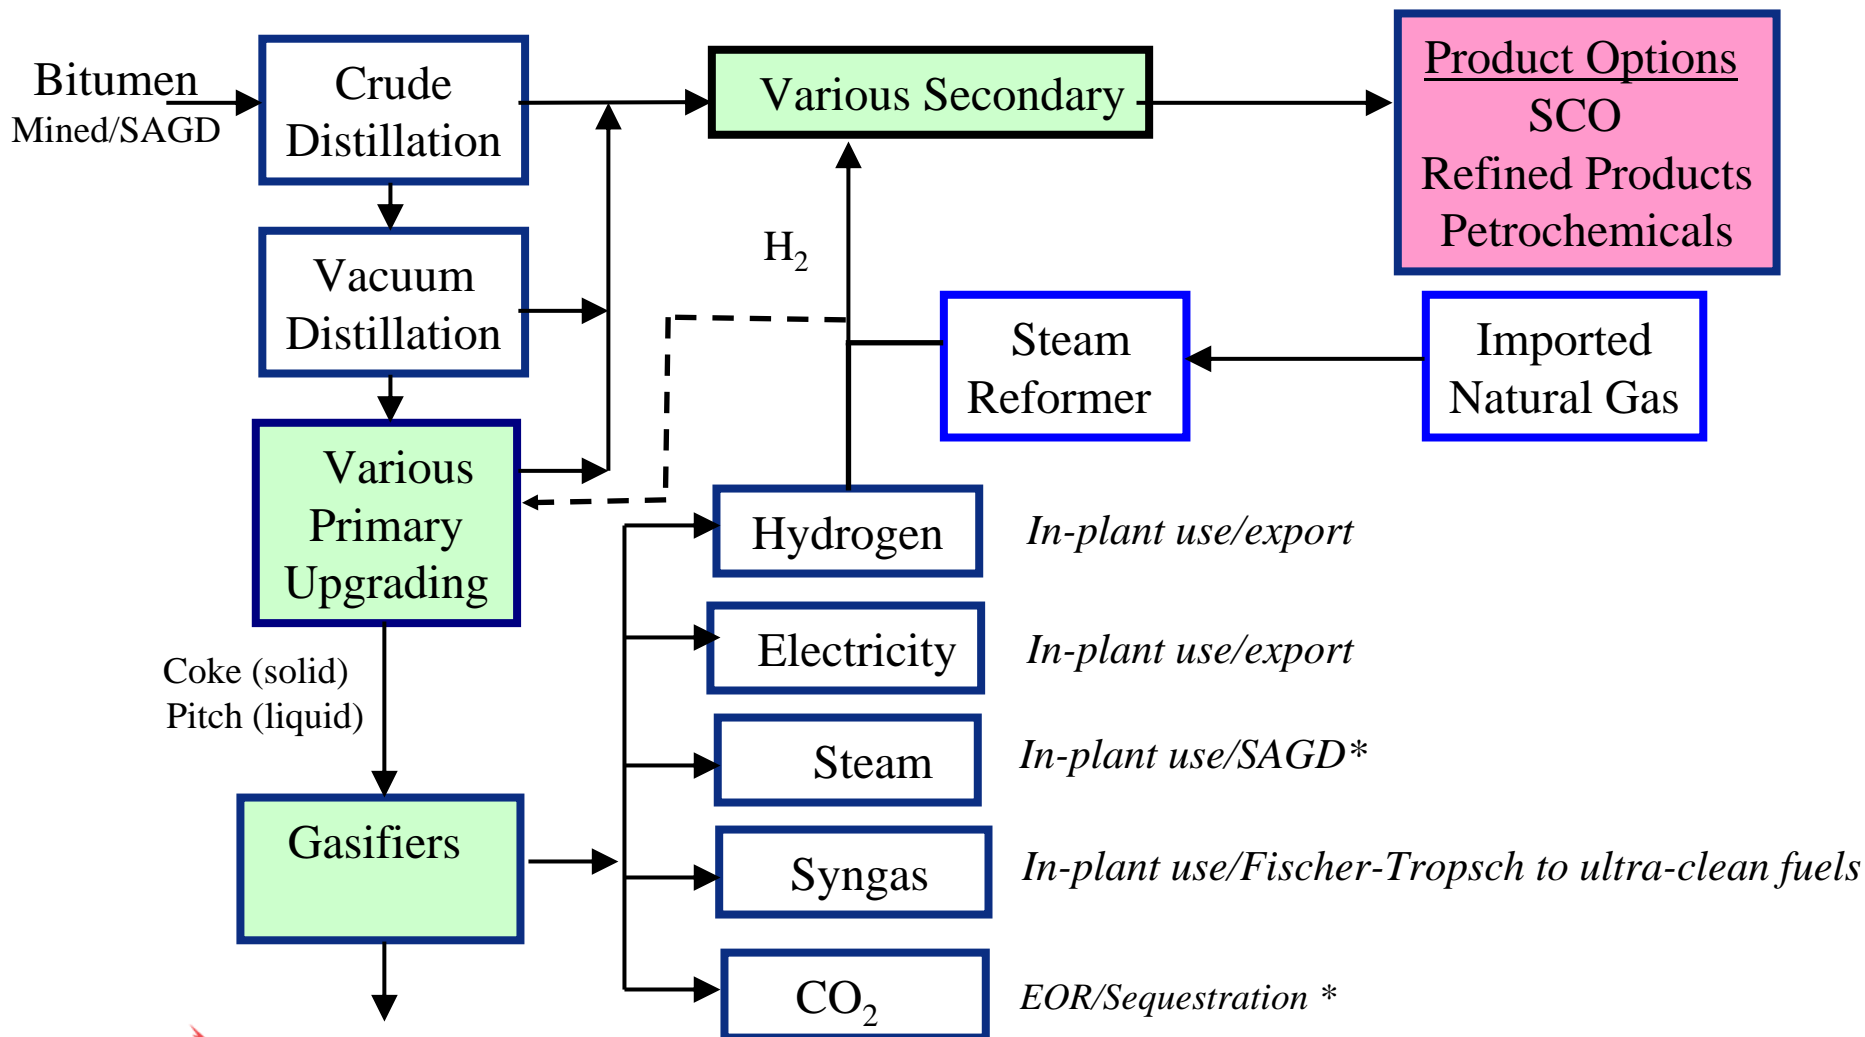 Bitumen
Mined/SAGD
Crude
Distillation
Various Secondary
Product Options
SCO
Refined Products
Petrochemicals
Vacuum
Distillation
H₂
Steam
Reformer
Imported
Natural Gas
Various
Primary
Upgrading
Hydrogen
In-plant use/export
Electricity
In-plant use/export
Coke (solid)
Pitch (liquid)
Steam
In-plant use/SAGD*
Gasifiers
Syngas
In-plant use/Fischer-Tropsch to ultra-clean fuels
CO₂
EOR/Sequestration *